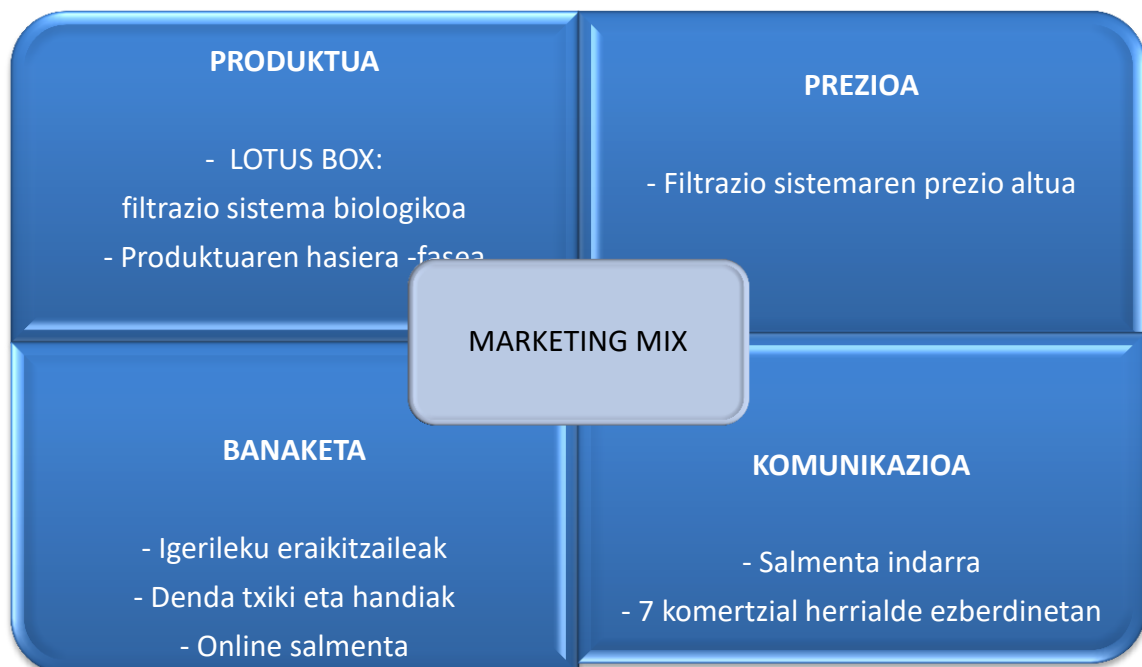 PRODUKTUA
- LOTUS BOX:
filtrazio sistema biologikoa
- Produktuaren hasiera -fasea
PREZIOA
- Filtrazio sistemaren prezio altua
MARKETING MIX
BANAKETA
- Igerileku eraikitzaileak
- Denda txiki eta handiak
- Online salmenta
KOMUNIKAZIOA
- Salmenta indarra
- 7 komertzial herrialde ezberdinetan